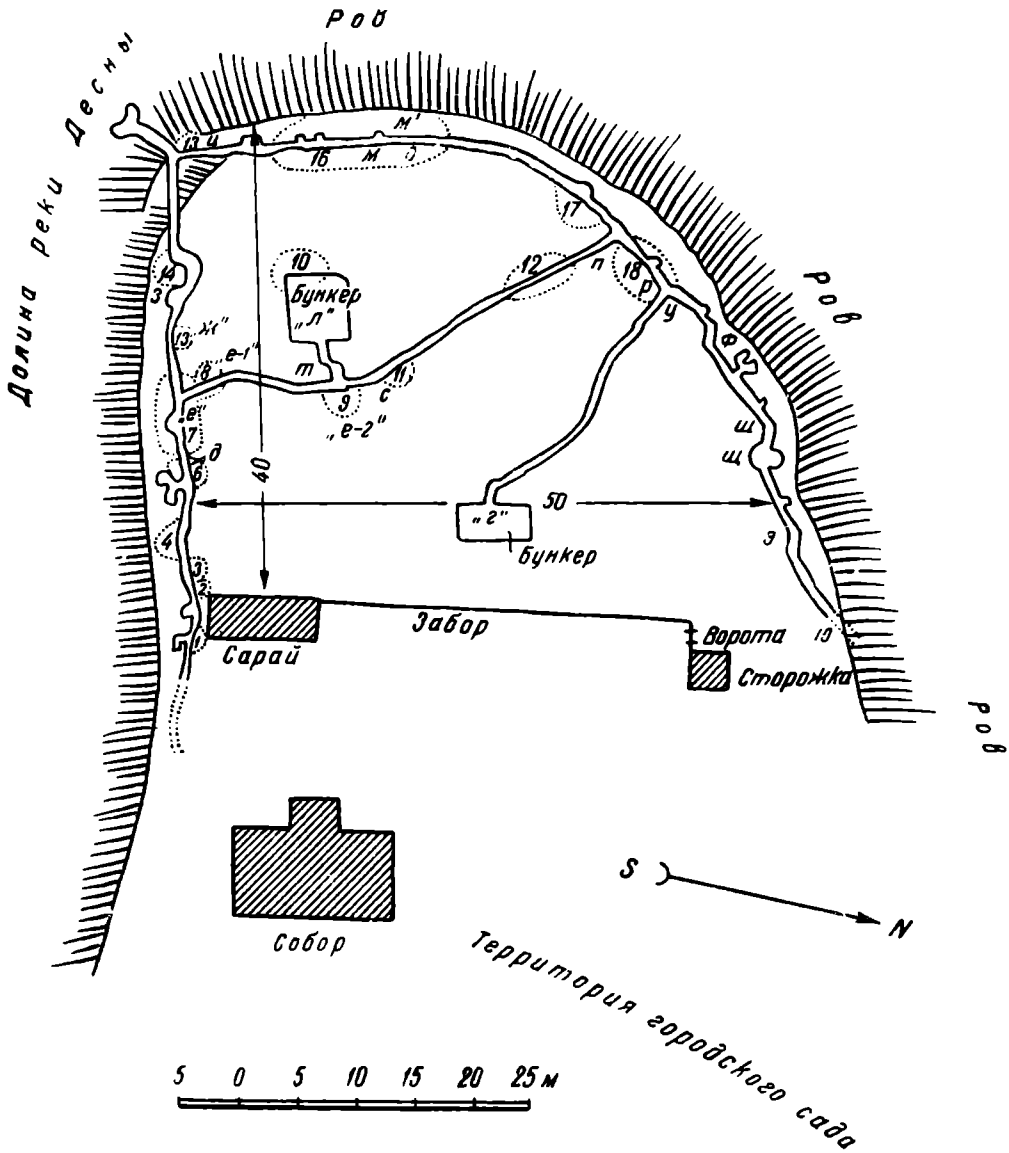 Ров
Долина реки Десны
13 и
16
м
м'
д
17
14
з
10
Бункер
„Л"
12
п
18
р
у
Ров
13
ж"
8
"е-1"
т
11
с
9
„е-2"
ф
е"
7
д
6
40
50
ш
щ
„2"
Бункер
э
4
3
2
1
Забор
Сарай
Ворота
Сторожка
ю
Ров
Собор
S
N
Территория городского сада
5 0 5 10 15 20 25 м